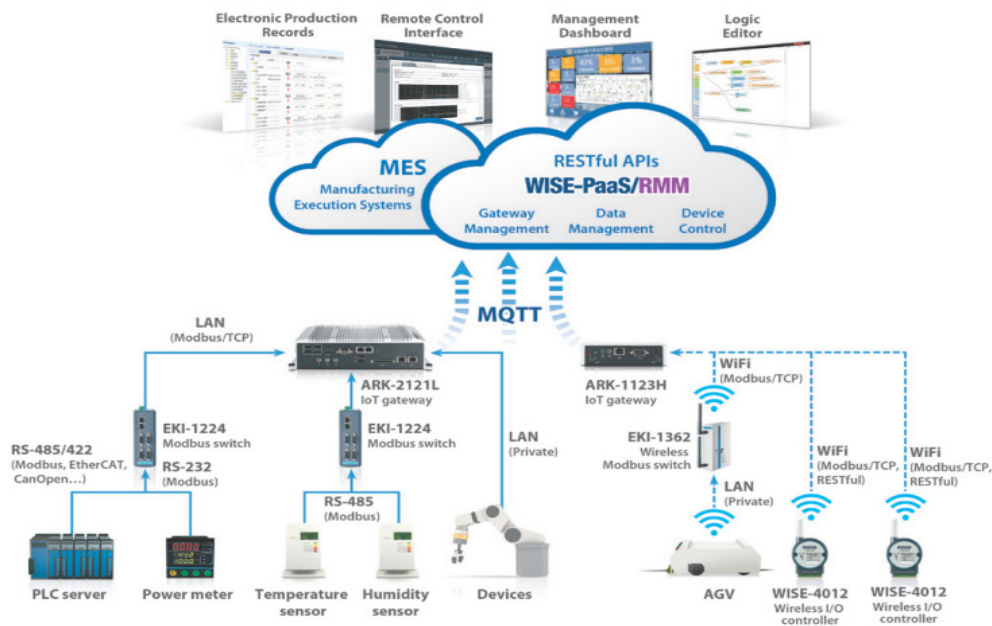 Electronic Production
Records
Remote Control
Interface
Management
Dashboard
Logic
Editor
MES
Manufacturing
Execution Systems
RESTful APIs
WISE-PaaS/RMM
Gateway
Management
Data
Management
Device
Control
MQTT
LAN
(Modbus/TCP)
ARK-2121L
IoT gateway
ARK-1123H
IoT gateway
WiFi
(Modbus/TCP)
EKI-1224
Modbus switch
EKI-1224
Modbus switch
LAN
(Private)
EKI-1362
Wireless
Modbus switch
WiFi
(Modbus/TCP,
RESTful)
WiFi
(Modbus/TCP,
RESTful)
RS-485/422
(Modbus, EtherCAT,
CanOpen...)
RS-232
(Modbus)
RS-485
(Modbus)
LAN
(Private)
PLC server
Power meter
Temperature
sensor
Humidity
sensor
Devices
AGV
WISE-4012
Wireless I/O
controller
WISE-4012
Wireless I/O
controller